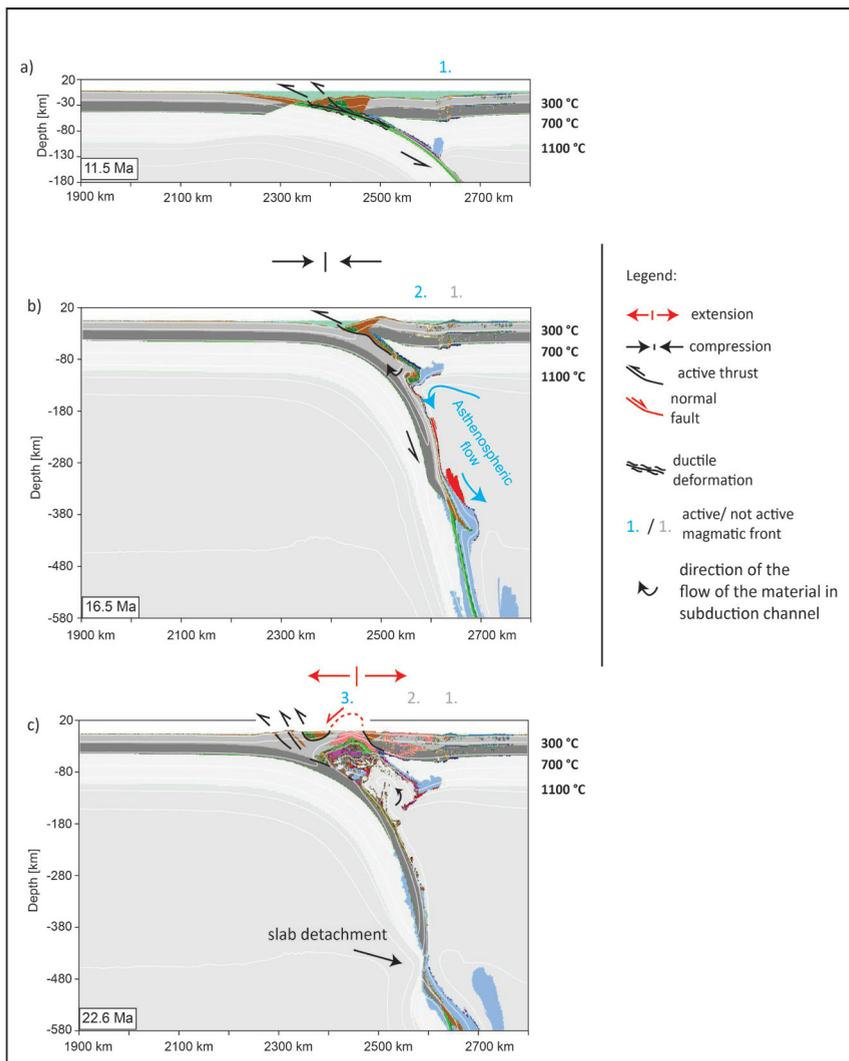 1.
a)
20
-30
-80
-130
-180
Depth [km]
300 °C
700 °C
1100 °C
11.5 Ma
1900 km 2100 km 2300 km 2500 km 2700 km
2. 1.
b)
20
-80
-180
-280
-380
-480
-580
Depth [km]
300 °C
700 °C
1100 °C
Asthenospheric
flow
16.5 Ma
1900 km 2100 km 2300 km 2500 km 2700 km
Legend:
extension
compression
active thrust
normal
fault
ductile
deformation
1. / 1. active/ not active
magmatic front
direction of the
flow of the material in
subduction channel
3. 2. 1.
c)
20
-80
-180
-280
-380
-480
-580
Depth [km]
300 °C
700 °C
1100 °C
slab detachment
22.6 Ma
1900 km 2100 km 2300 km 2500 km 2700 km